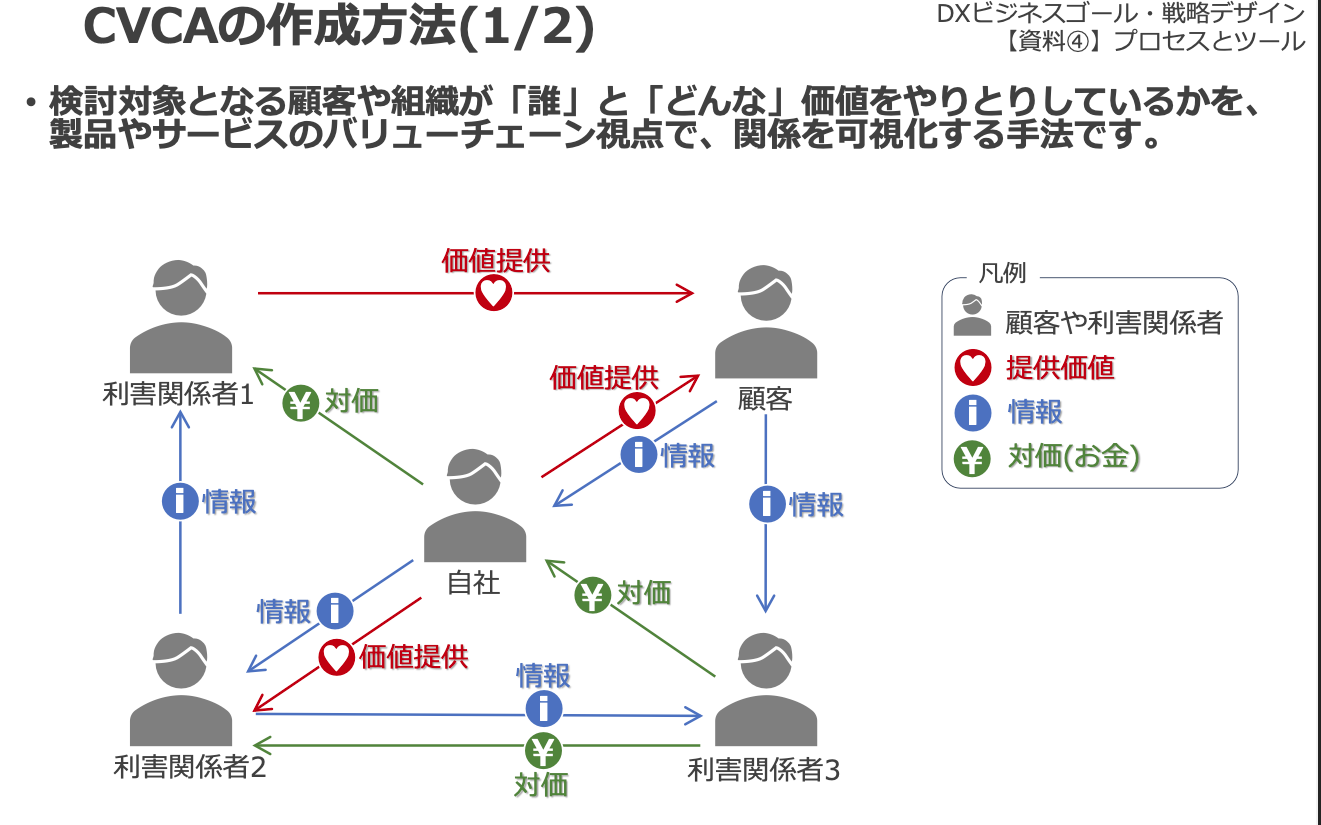 CVCAの作成方法(1/2)
DXビジネスゴール・戦略デザイン
【資料④】プロセスとツール
・検討対象となる顧客や組織が「誰」と「どんな」価値をやりとりしているかを、
製品やサービスのバリューチェーン視点で、関係を可視化する手法です。
価値提供
凡例
顧客や利害関係者
提供価値
情報
対価(お金)
利害関係者1
対価
価値提供
顧客
情報
情報
情報
自社
対価
情報
価値提供
情報
対価
利害関係者2
利害関係者3